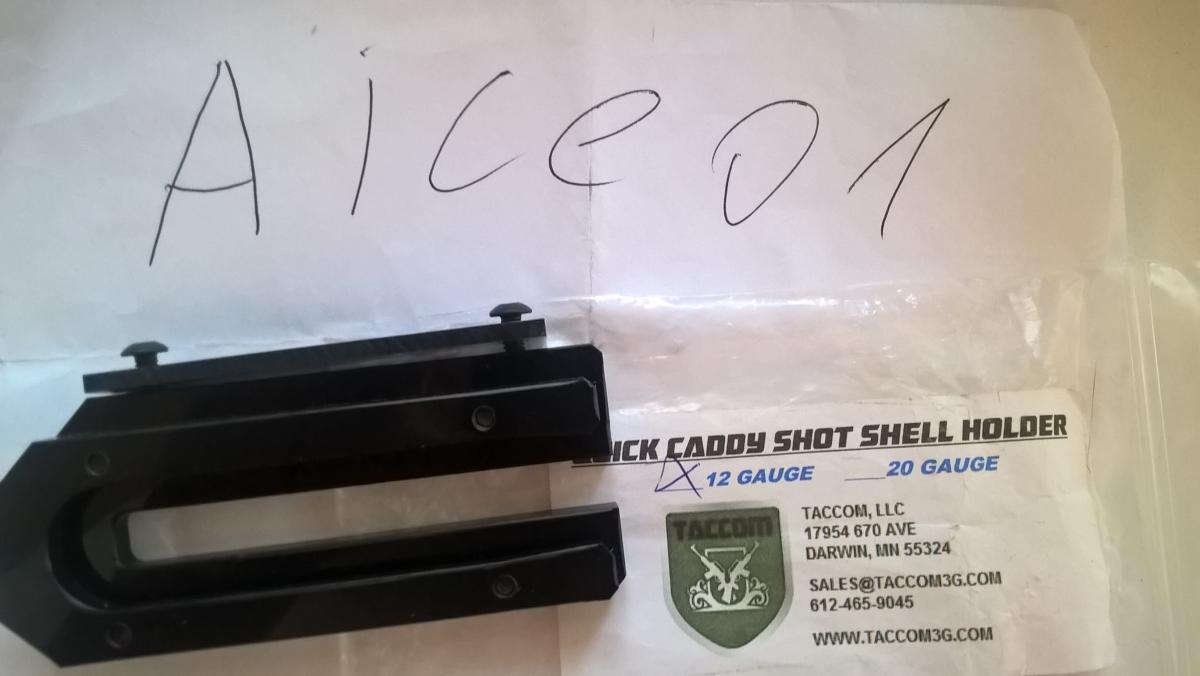 Aice01
CADDY SHOT SHELL HOLDER
12 GAUGE ___20 GAUGE
TACCOM
TACCOM, LLC
17954 670 AVE
DARWIN, MN 55324
SALES@TACCOM3G.COM
612-465-9045
WWW.TACCOM3G.COM